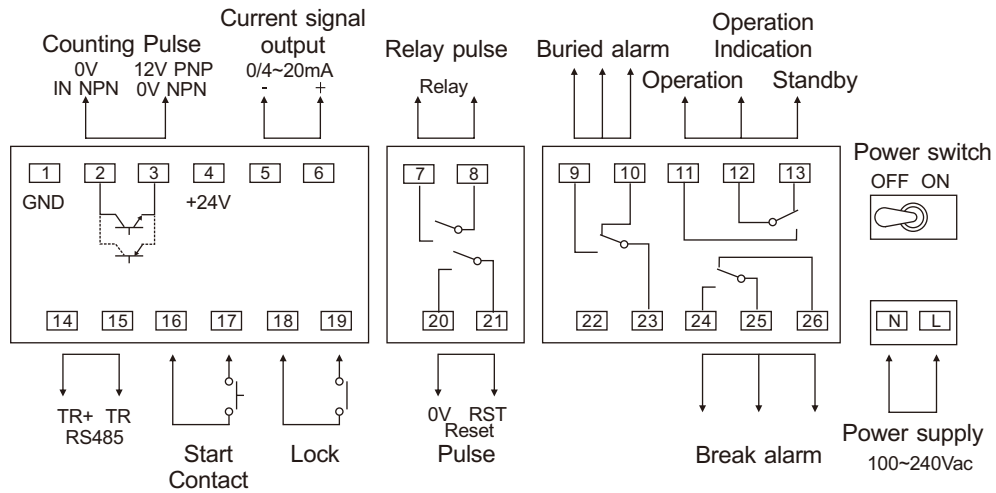 Counting Pulse
0V 12V PNP
IN NPN 0V NPN
Current signal
output
0/4~20mA
- +
Relay pulse
Relay
Buried alarm
Operation
Indication
Operation Standby
1 2 3 4 5 6
GND +24V
7 8
9 10 11 12 13
Power switch
OFF ON
14 15 16 17 18 19
20 21
22 23 24 25 26
N L
TR+ TR
RS485
Start
Contact
Lock
0V RST
Reset
Pulse
Break alarm
Power supply
100~240Vac